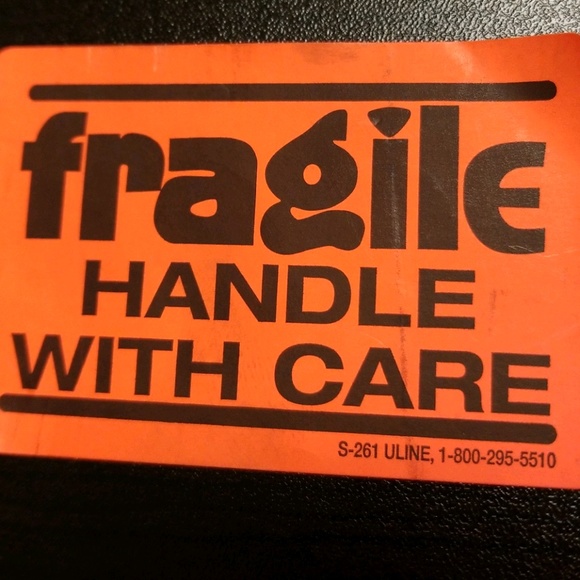 fragile
HANDLE
WITH CARE
S-261 ULINE, 1-800-295-5510